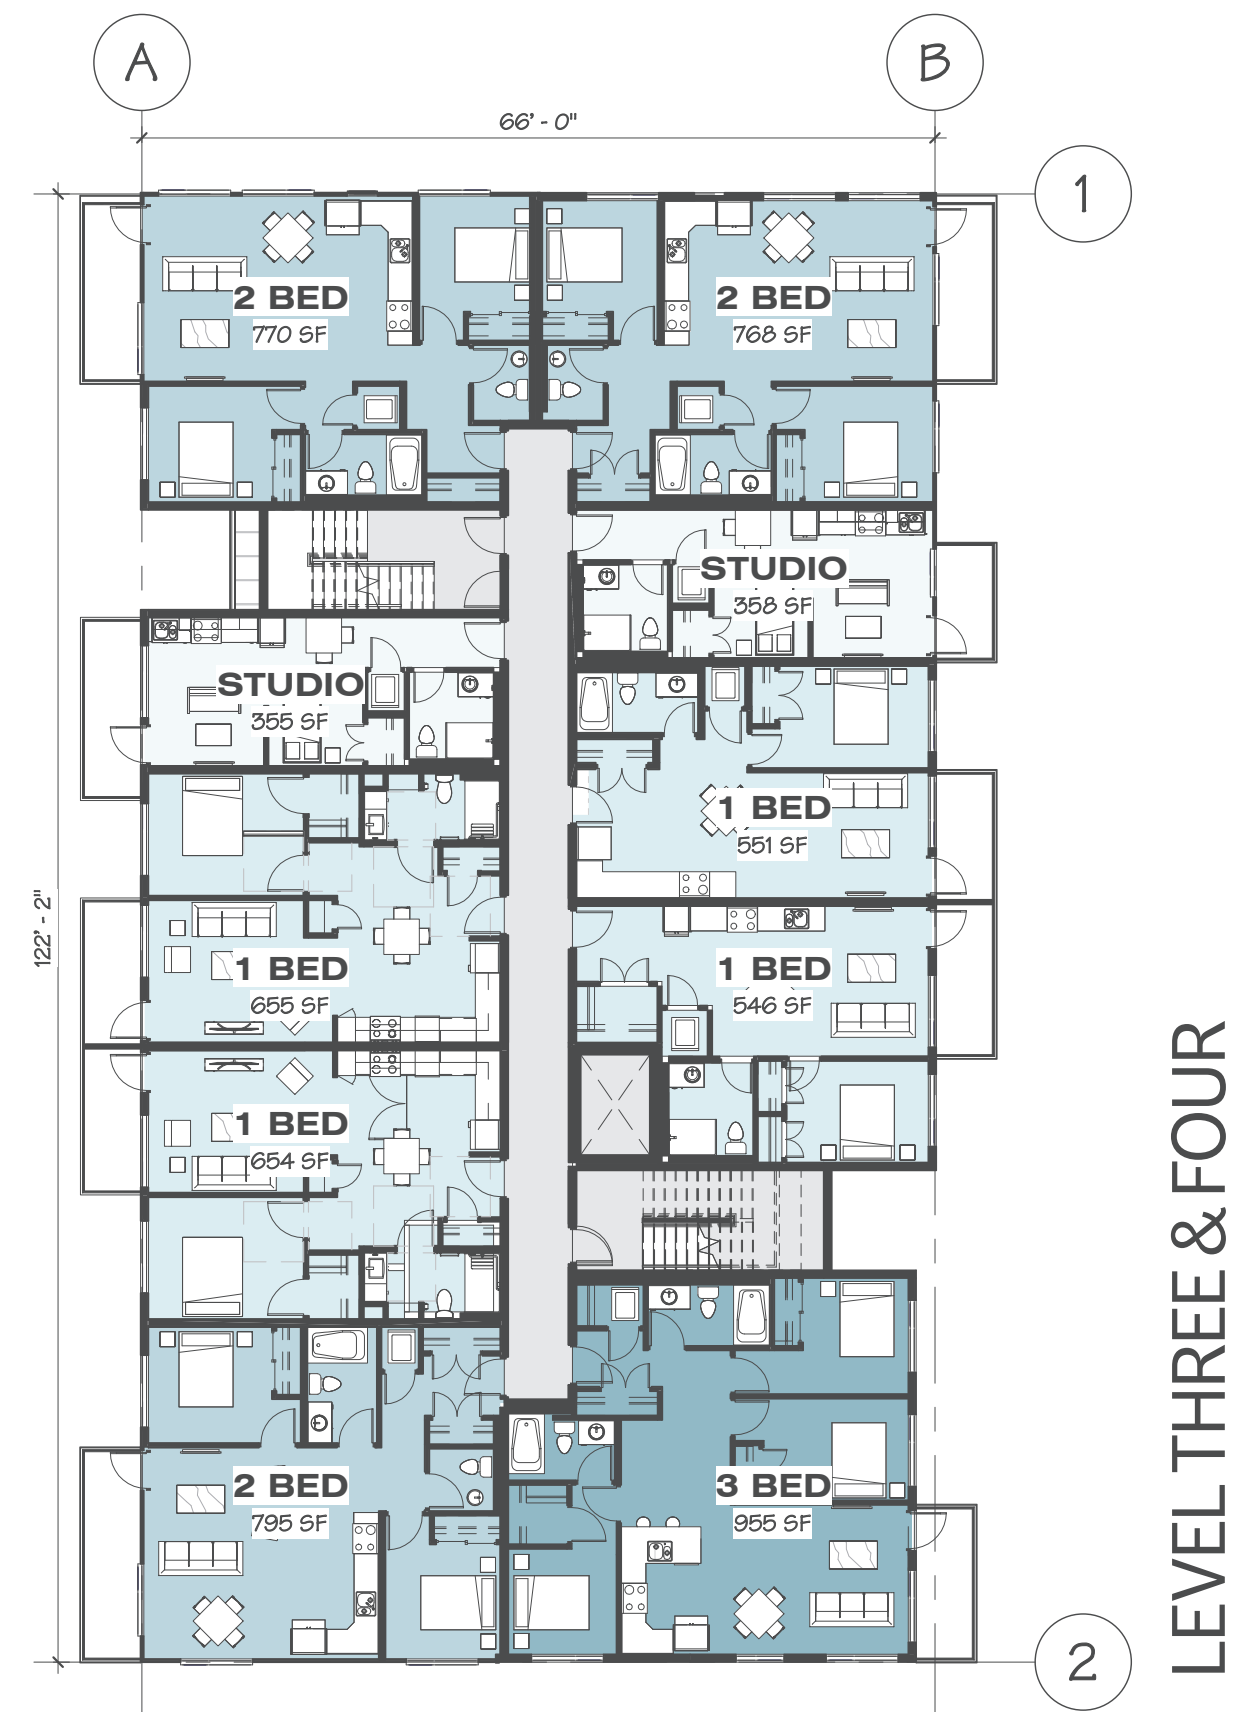 A
B
66' - 0"
1
2 BED
770 SF
2 BED
768 SF
STUDIO
358 SF
STUDIO
355 SF
1 BED
551 SF
122' - 2"
1 BED
655 SF
1 BED
546 SF
1 BED
654 SF
2 BED
795 SF
3 BED
955 SF
LEVEL THREE & FOUR
2